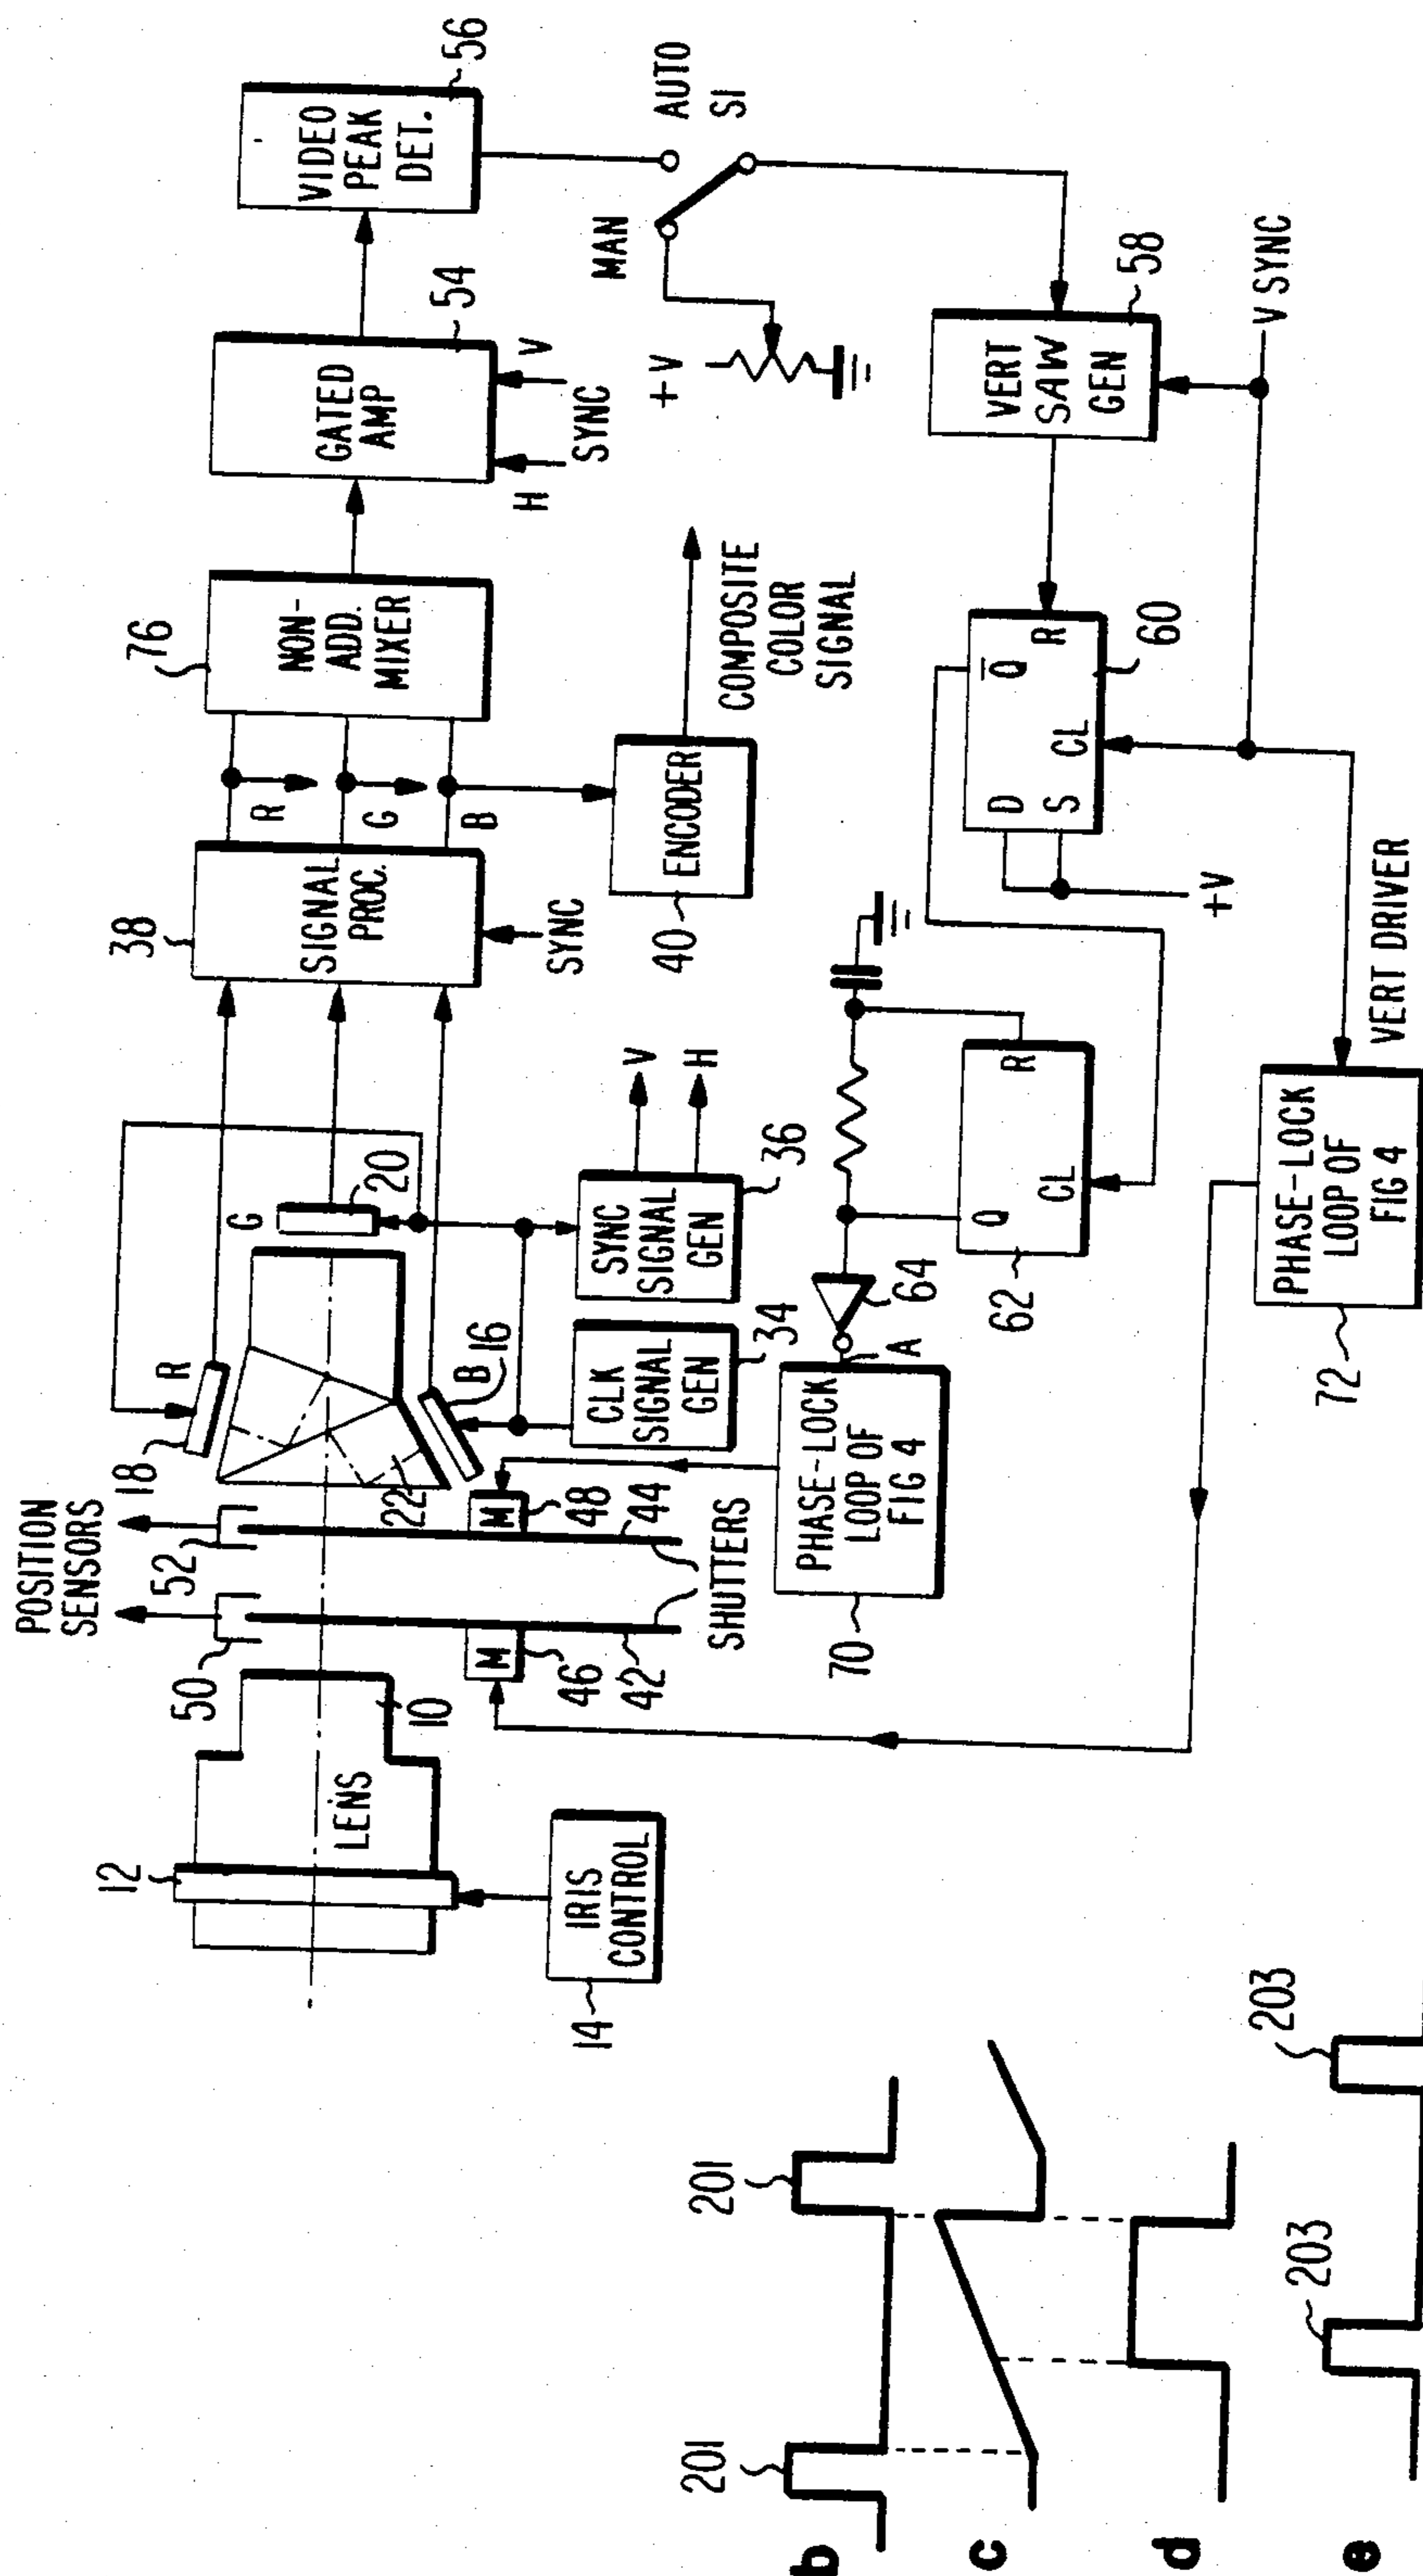 POSITION
SENSORS
50
52
18
R
G
20
38
SIGNAL
PROC.
SYNC
R
G
B
76
NON-
ADD.
MIXER
GATED
AMP
54
H
V
SYNC
VIDEO
PEAK
DET.
56
12
LENS
10
14
IRIS
CONTROL
M
46
42
M
48
44
SHUTTERS
22
B
16
CLK
SIGNAL
GEN
34
SYNC
SIGNAL
GEN
36
V
H
40
ENCODER
COMPOSITE
COLOR
SIGNAL
MAN
AUTO
S1
+V
70
PHASE-LOCK
LOOP OF
FIG 4
A
64
62
Q
CL
R
D
S
CL
Q̅
R
60
+V
VERT
SAW
GEN
58
V SYNC
72
PHASE-LOCK
LOOP OF
FIG 4
VERT DRIVER
b
201
201
c
d
e
203
203